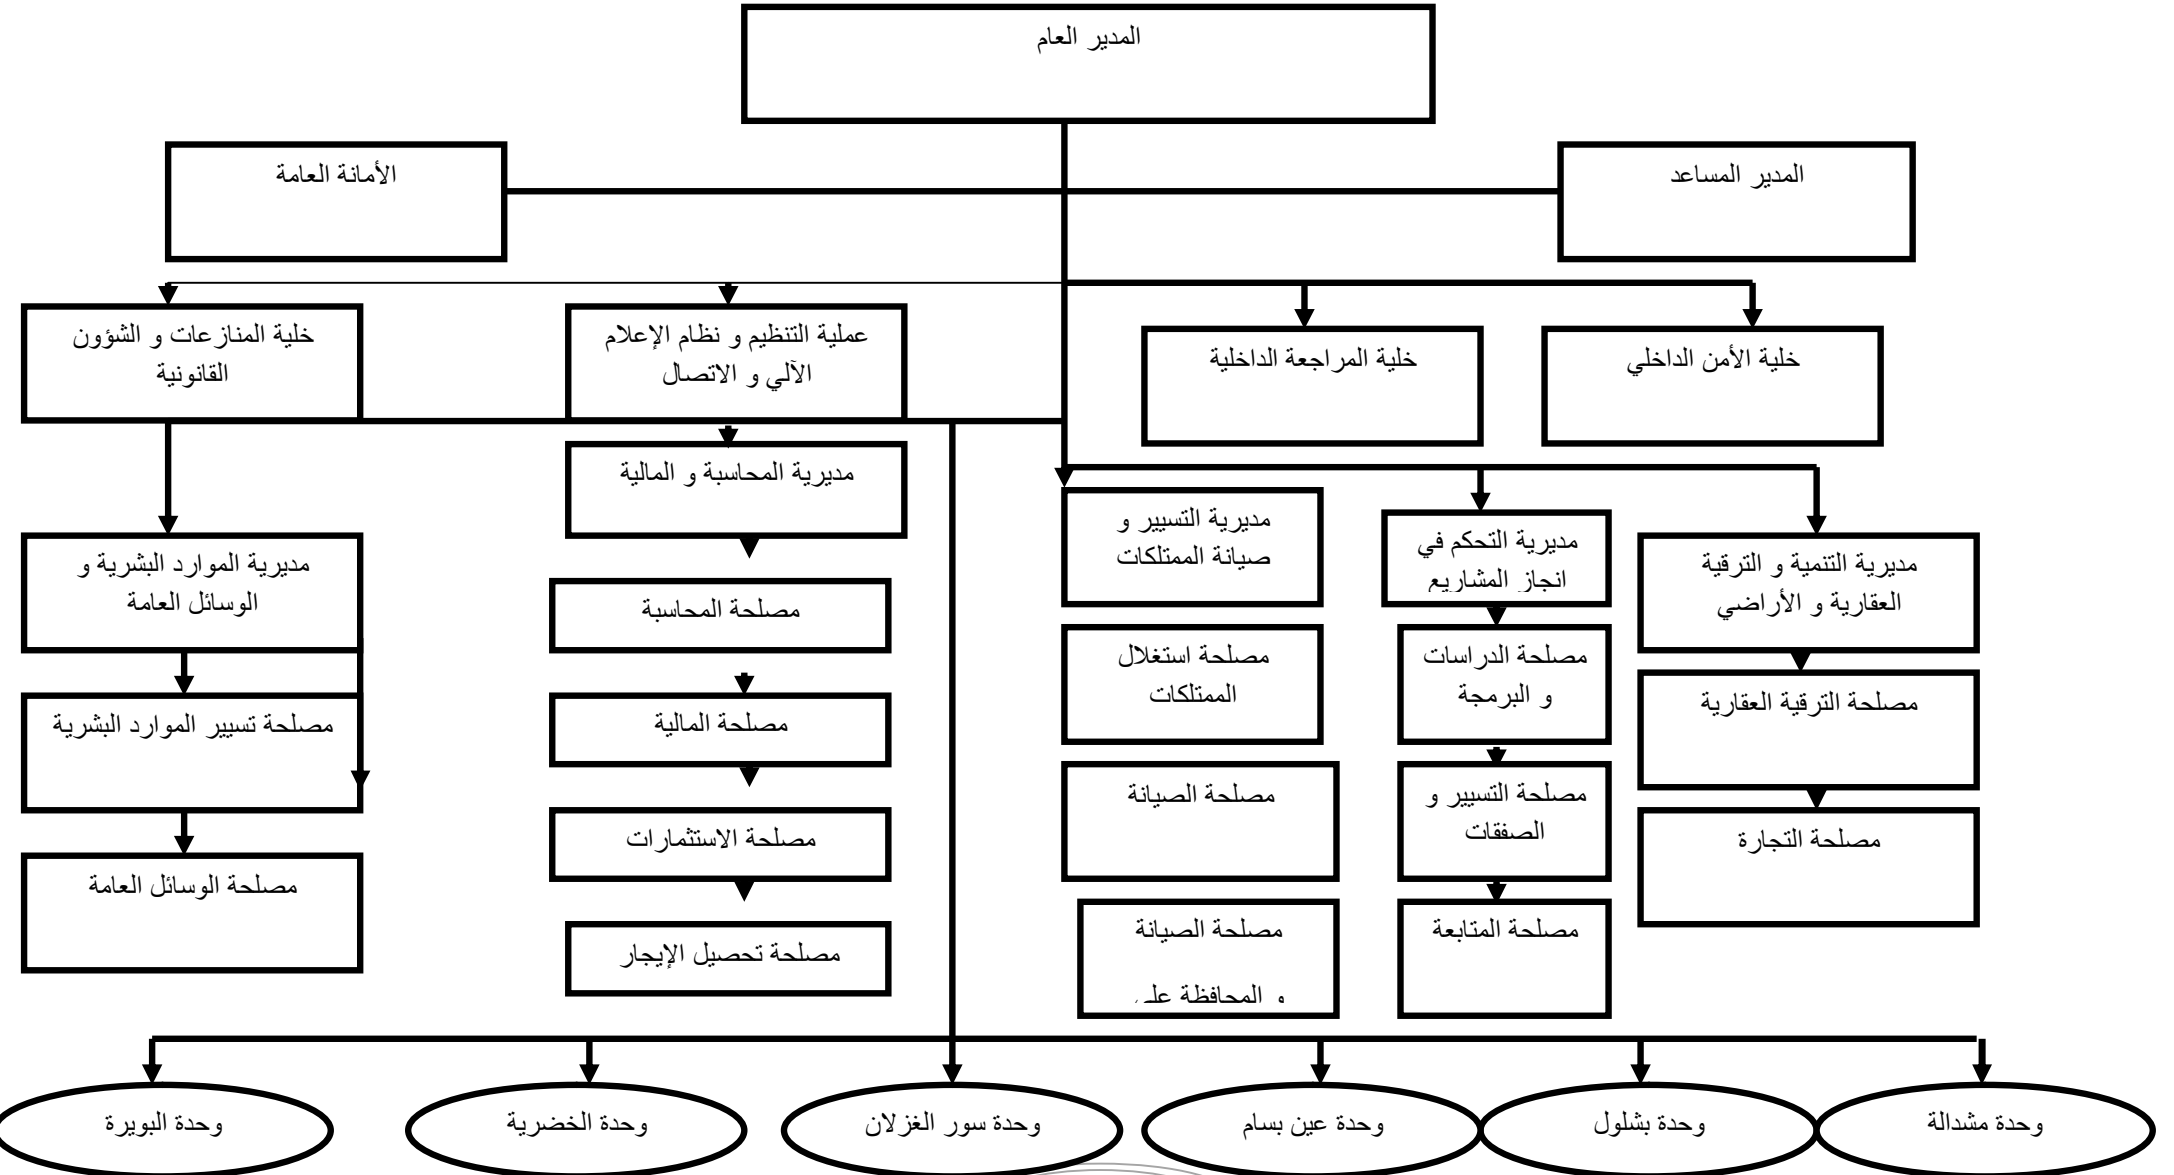 المدير العام
المدير المساعد
الأمانة العامة
خلية الأمن الداخلي
خلية المراجعة الداخلية
عملية التنظيم و نظام الإعلام
الآلي و الاتصال
خلية المنازعات و الشؤون
القانونية
مديرية التنمية و الترقية
العقارية و الأراضي
مصلحة الترقية العقارية
مصلحة التجارة
مديرية التحكم في
انجاز المشاريع
مصلحة الدراسات
و البرمجة
مصلحة التسيير و
الصفقات
مصلحة المتابعة
مديرية التسيير و
صيانة الممتلكات
مصلحة استغلال
الممتلكات
مصلحة الصيانة
مصلحة الصيانة
و المحافظة على
مديرية المحاسبة و المالية
مصلحة المحاسبة
مصلحة المالية
مصلحة الاستثمارات
مصلحة تحصيل الإيجار
مديرية الموارد البشرية و
الوسائل العامة
مصلحة تسيير الموارد البشرية
مصلحة الوسائل العامة
وحدة مشدالة
وحدة بشلول
وحدة عين بسام
وحدة سور الغزلان
وحدة الخضرية
وحدة البويرة